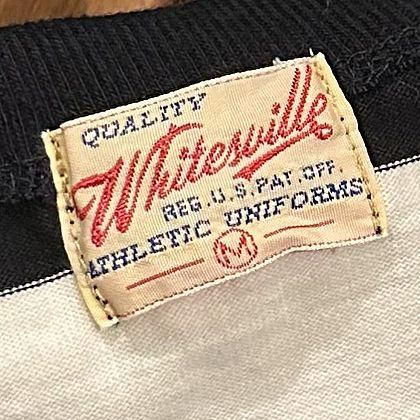 QUALITY
Whitesville
REG. U.S. PAT. OFF.
ATHLETIC UNIFORMS
M